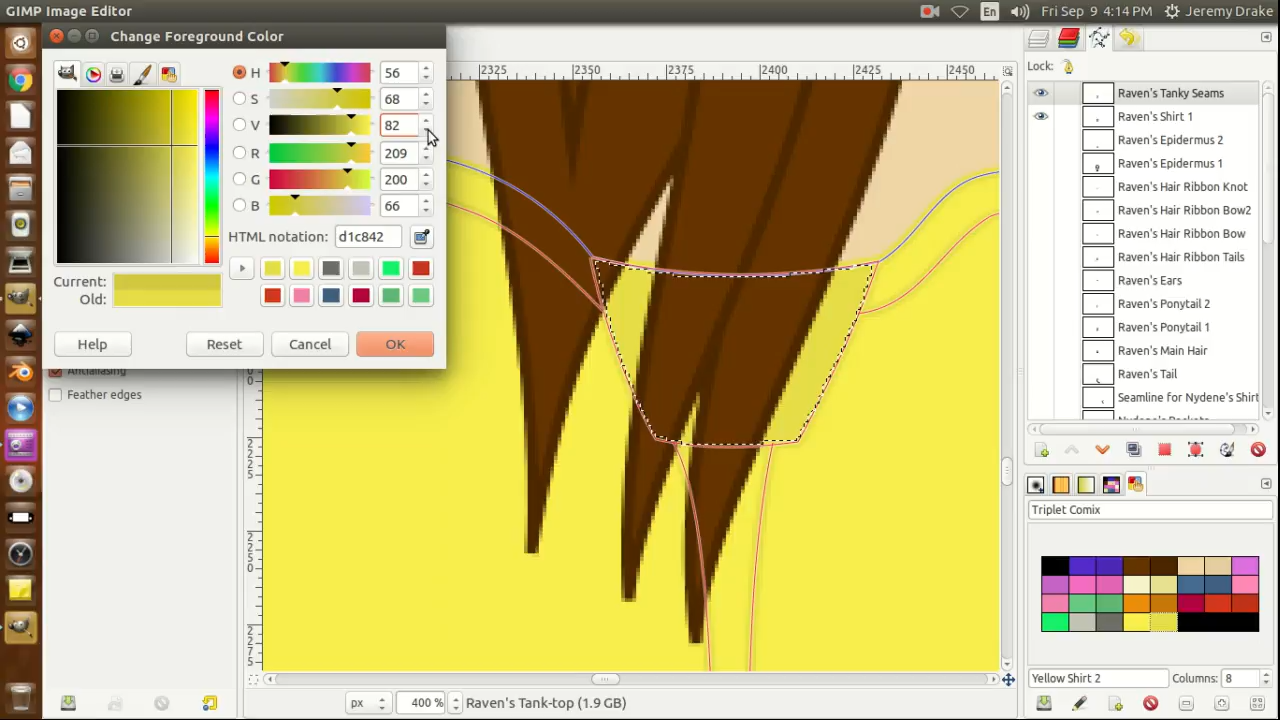 GIMP Image Editor
En
Fri Sep 9 4:14 PM
Jeremy Drake
Change Foreground Color
H 56
S 68
V 82
R 209
G 200
B 66
HTML notation: d1c842
Current:
Old:
Help
Reset
Cancel
OK
Antialiasing
Feather edges
2325
2350
2375
2400
2425
2450
Lock:
Raven's Tanky Seams
Raven's Shirt 1
Raven's Epidermus 2
Raven's Epidermus 1
Raven's Hair Ribbon Knot
Raven's Hair Ribbon Bow2
Raven's Hair Ribbon Bow
Raven's Hair Ribbon Tails
Raven's Ears
Raven's Ponytail 2
Raven's Ponytail 1
Raven's Main Hair
Raven's Tail
Seamline for Nydene's Shirt
Triplet Comix
Yellow Shirt 2
Columns: 8
px
400 %
Raven's Tank-top (1.9 GB)